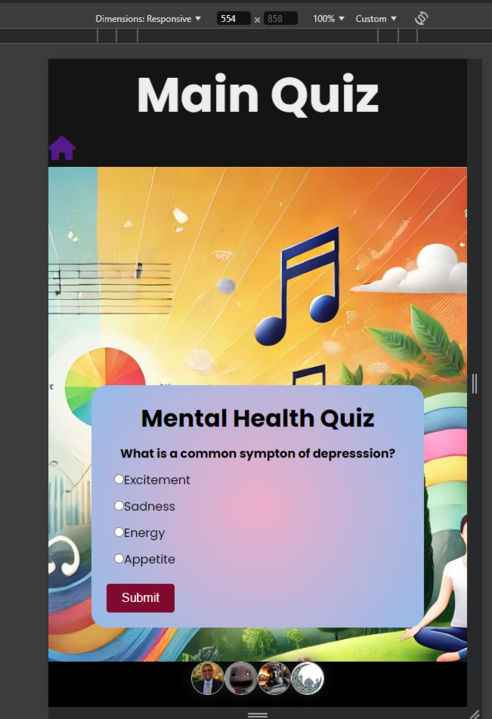 Dimensions: Responsive ▼ 554 × 858 100% ▼ Custom ▼
Main Quiz
Mental Health Quiz
What is a common sympton of depresssion?
Excitement
Sadness
Energy
Appetite
Submit